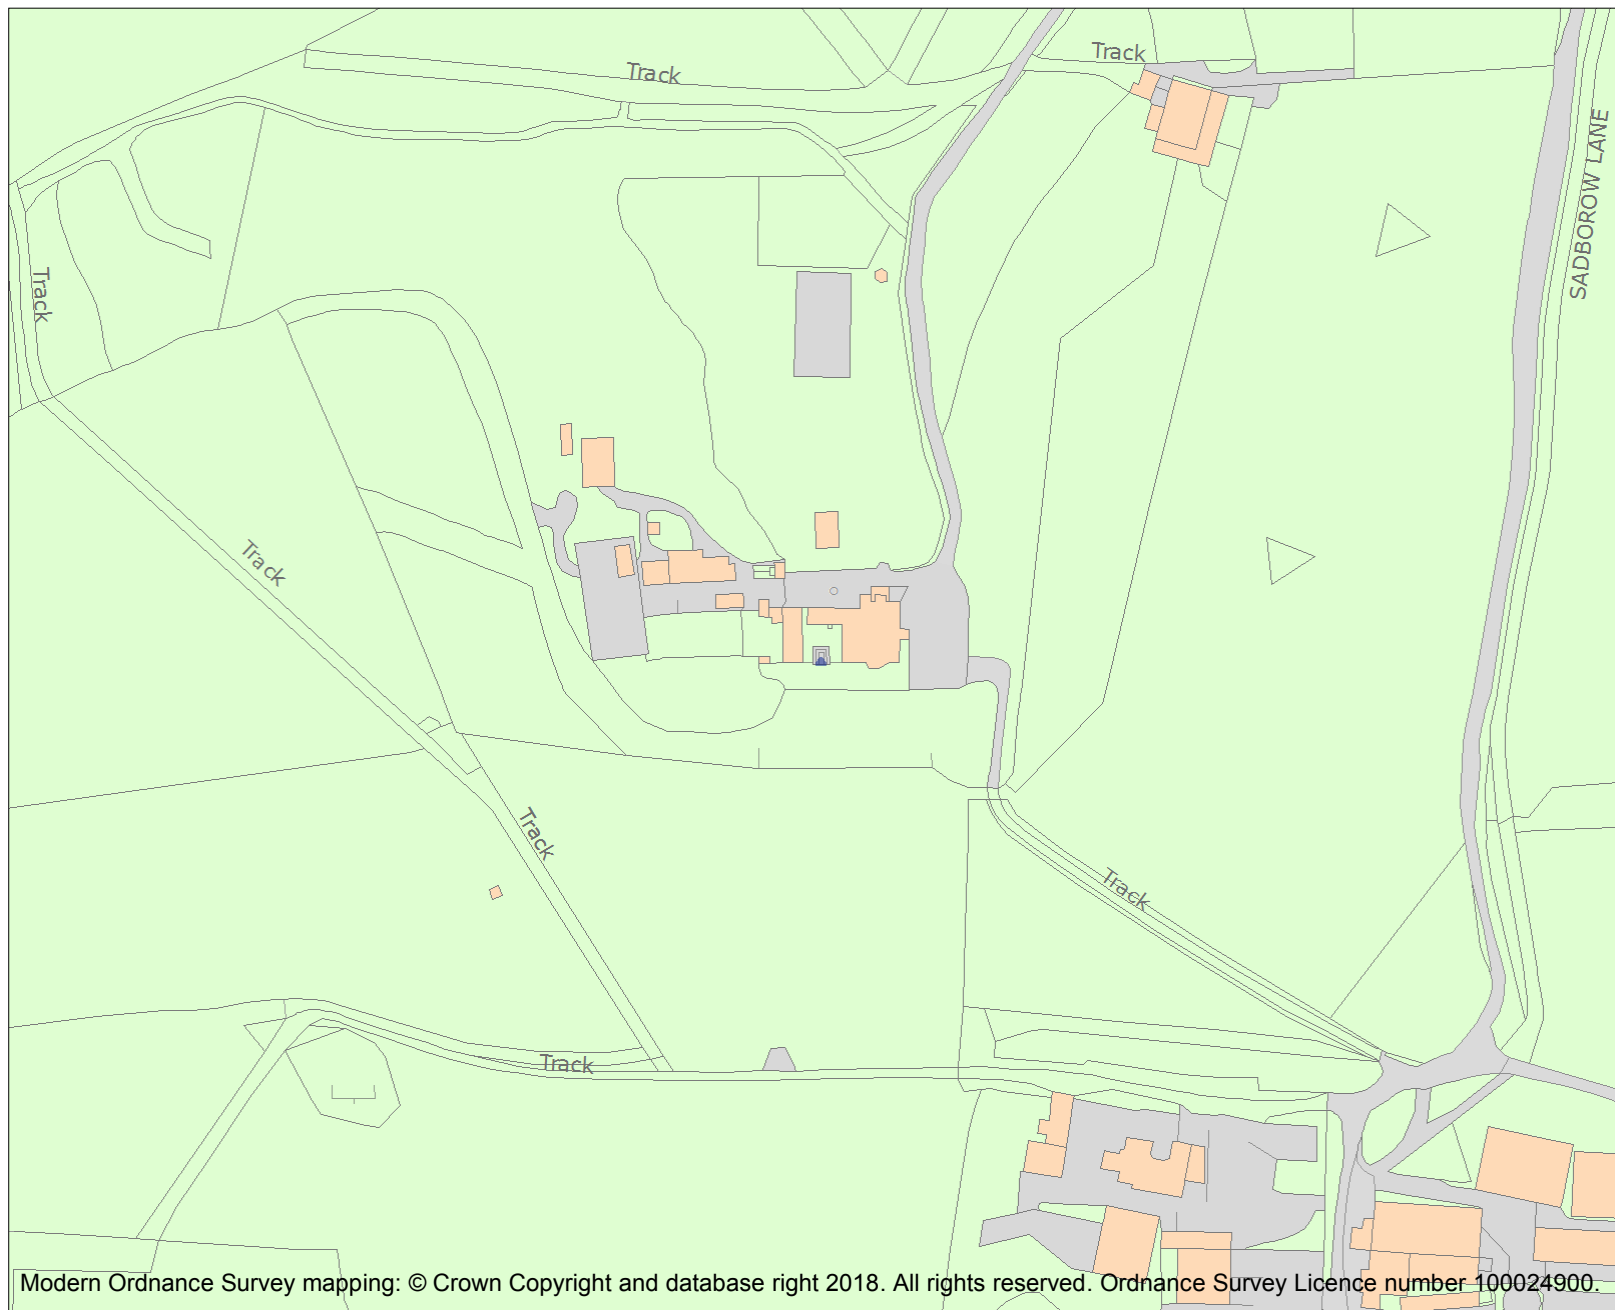 Track
Track
SADBOROW LANE
Track
Track
Track
Track
Track
Modern Ordnance Survey mapping: © Crown Copyright and database right 2018. All rights reserved. Ordnance Survey Licence number 100024900.